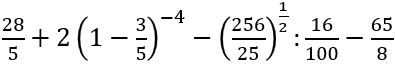 28/5 + 2 (1 − 3/5)^−4 − (256/25)^1/2 : 16/100 − 65/8